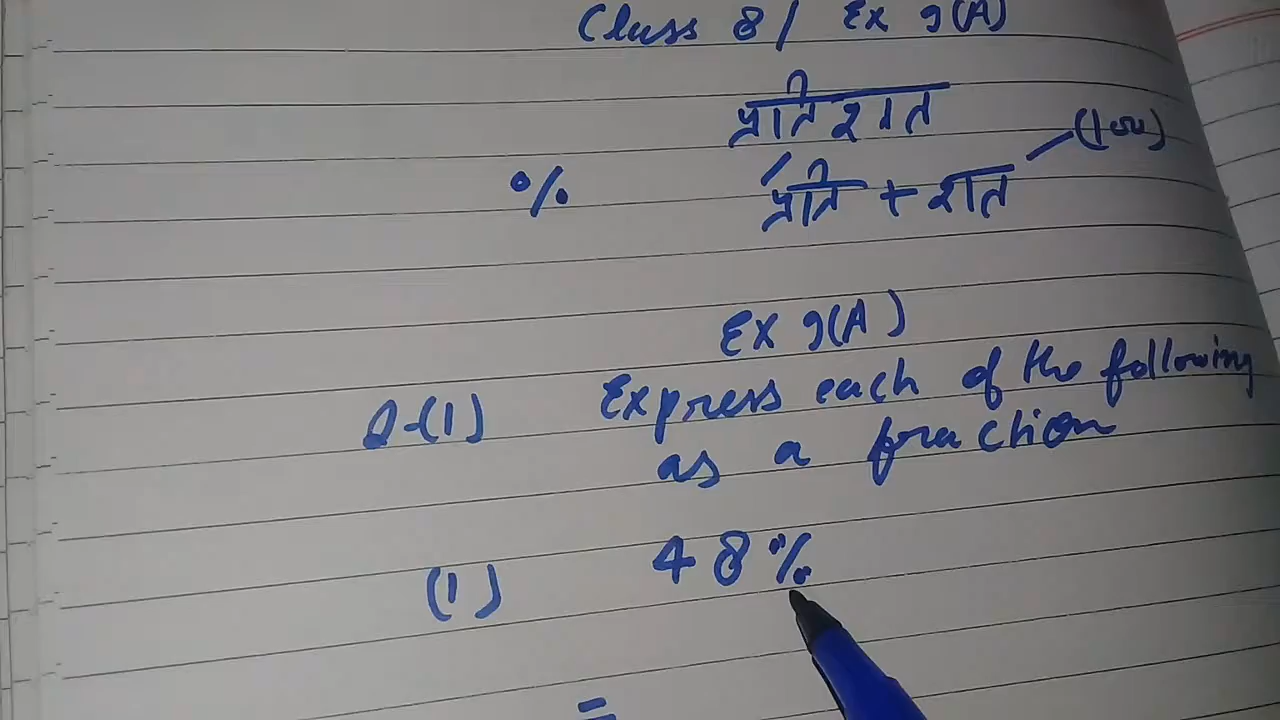 Class 8 / Ex 9(A)
प्रतिशत
% प्रति + शत (100)
Ex 9(A)
Q-(1) Express each of the following
as a fraction
(1) 48%
=